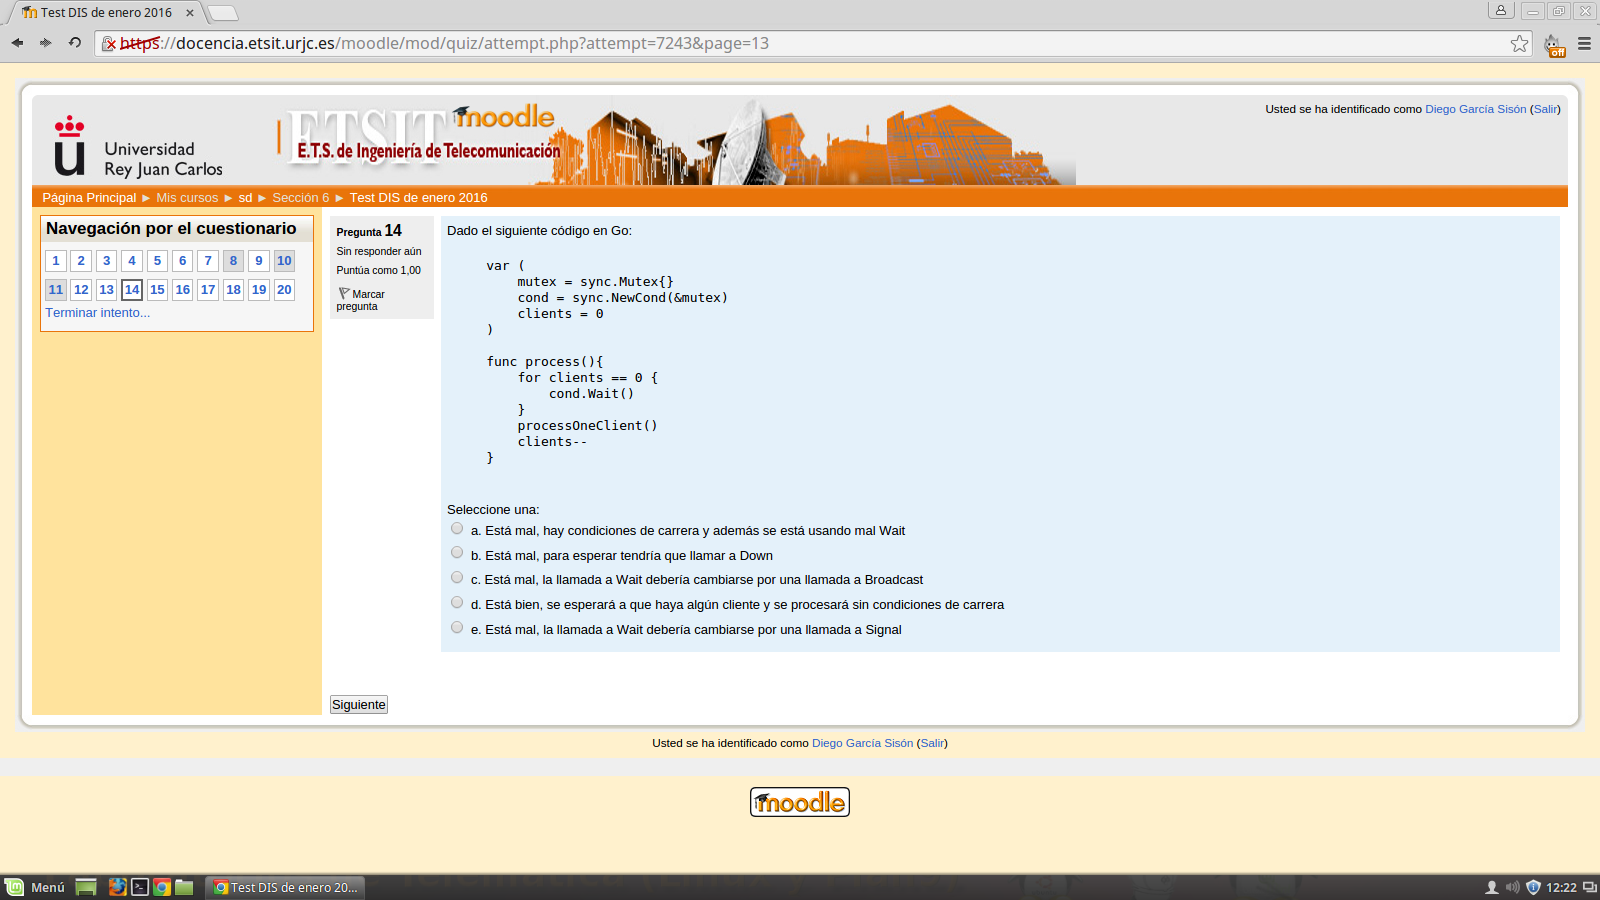 Test DIS de enero 2016
https://docencia.etsit.urjc.es/moodle/mod/quiz/attempt.php?attempt=7243&page=13
off
Universidad
Rey Juan Carlos
ETSIT moodle
E.T.S. de Ingeniería de Telecomunicación
Usted se ha identificado como Diego García Sisón (Salir)
Página Principal ► Mis cursos ► sd ► Sección 6 ► Test DIS de enero 2016
Navegación por el cuestionario
1 2 3 4 5 6 7 8 9 10
11 12 13 14 15 16 17 18 19 20
Terminar intento...
Pregunta 14
Sin responder aún
Puntúa como 1,00
Marcar
pregunta
Dado el siguiente código en Go:
var (
    mutex = sync.Mutex{}
    cond = sync.NewCond(&mutex)
    clients = 0
)
func process(){
    for clients == 0 {
        cond.Wait()
    }
    processOneClient()
    clients--
}
Seleccione una:
a. Está mal, hay condiciones de carrera y además se está usando mal Wait
b. Está mal, para esperar tendría que llamar a Down
c. Está mal, la llamada a Wait debería cambiarse por una llamada a Broadcast
d. Está bien, se esperará a que haya algún cliente y se procesará sin condiciones de carrera
e. Está mal, la llamada a Wait debería cambiarse por una llamada a Signal
Siguiente
Usted se ha identificado como Diego García Sisón (Salir)
moodle
Menú
Test DIS de enero 20...
12:22